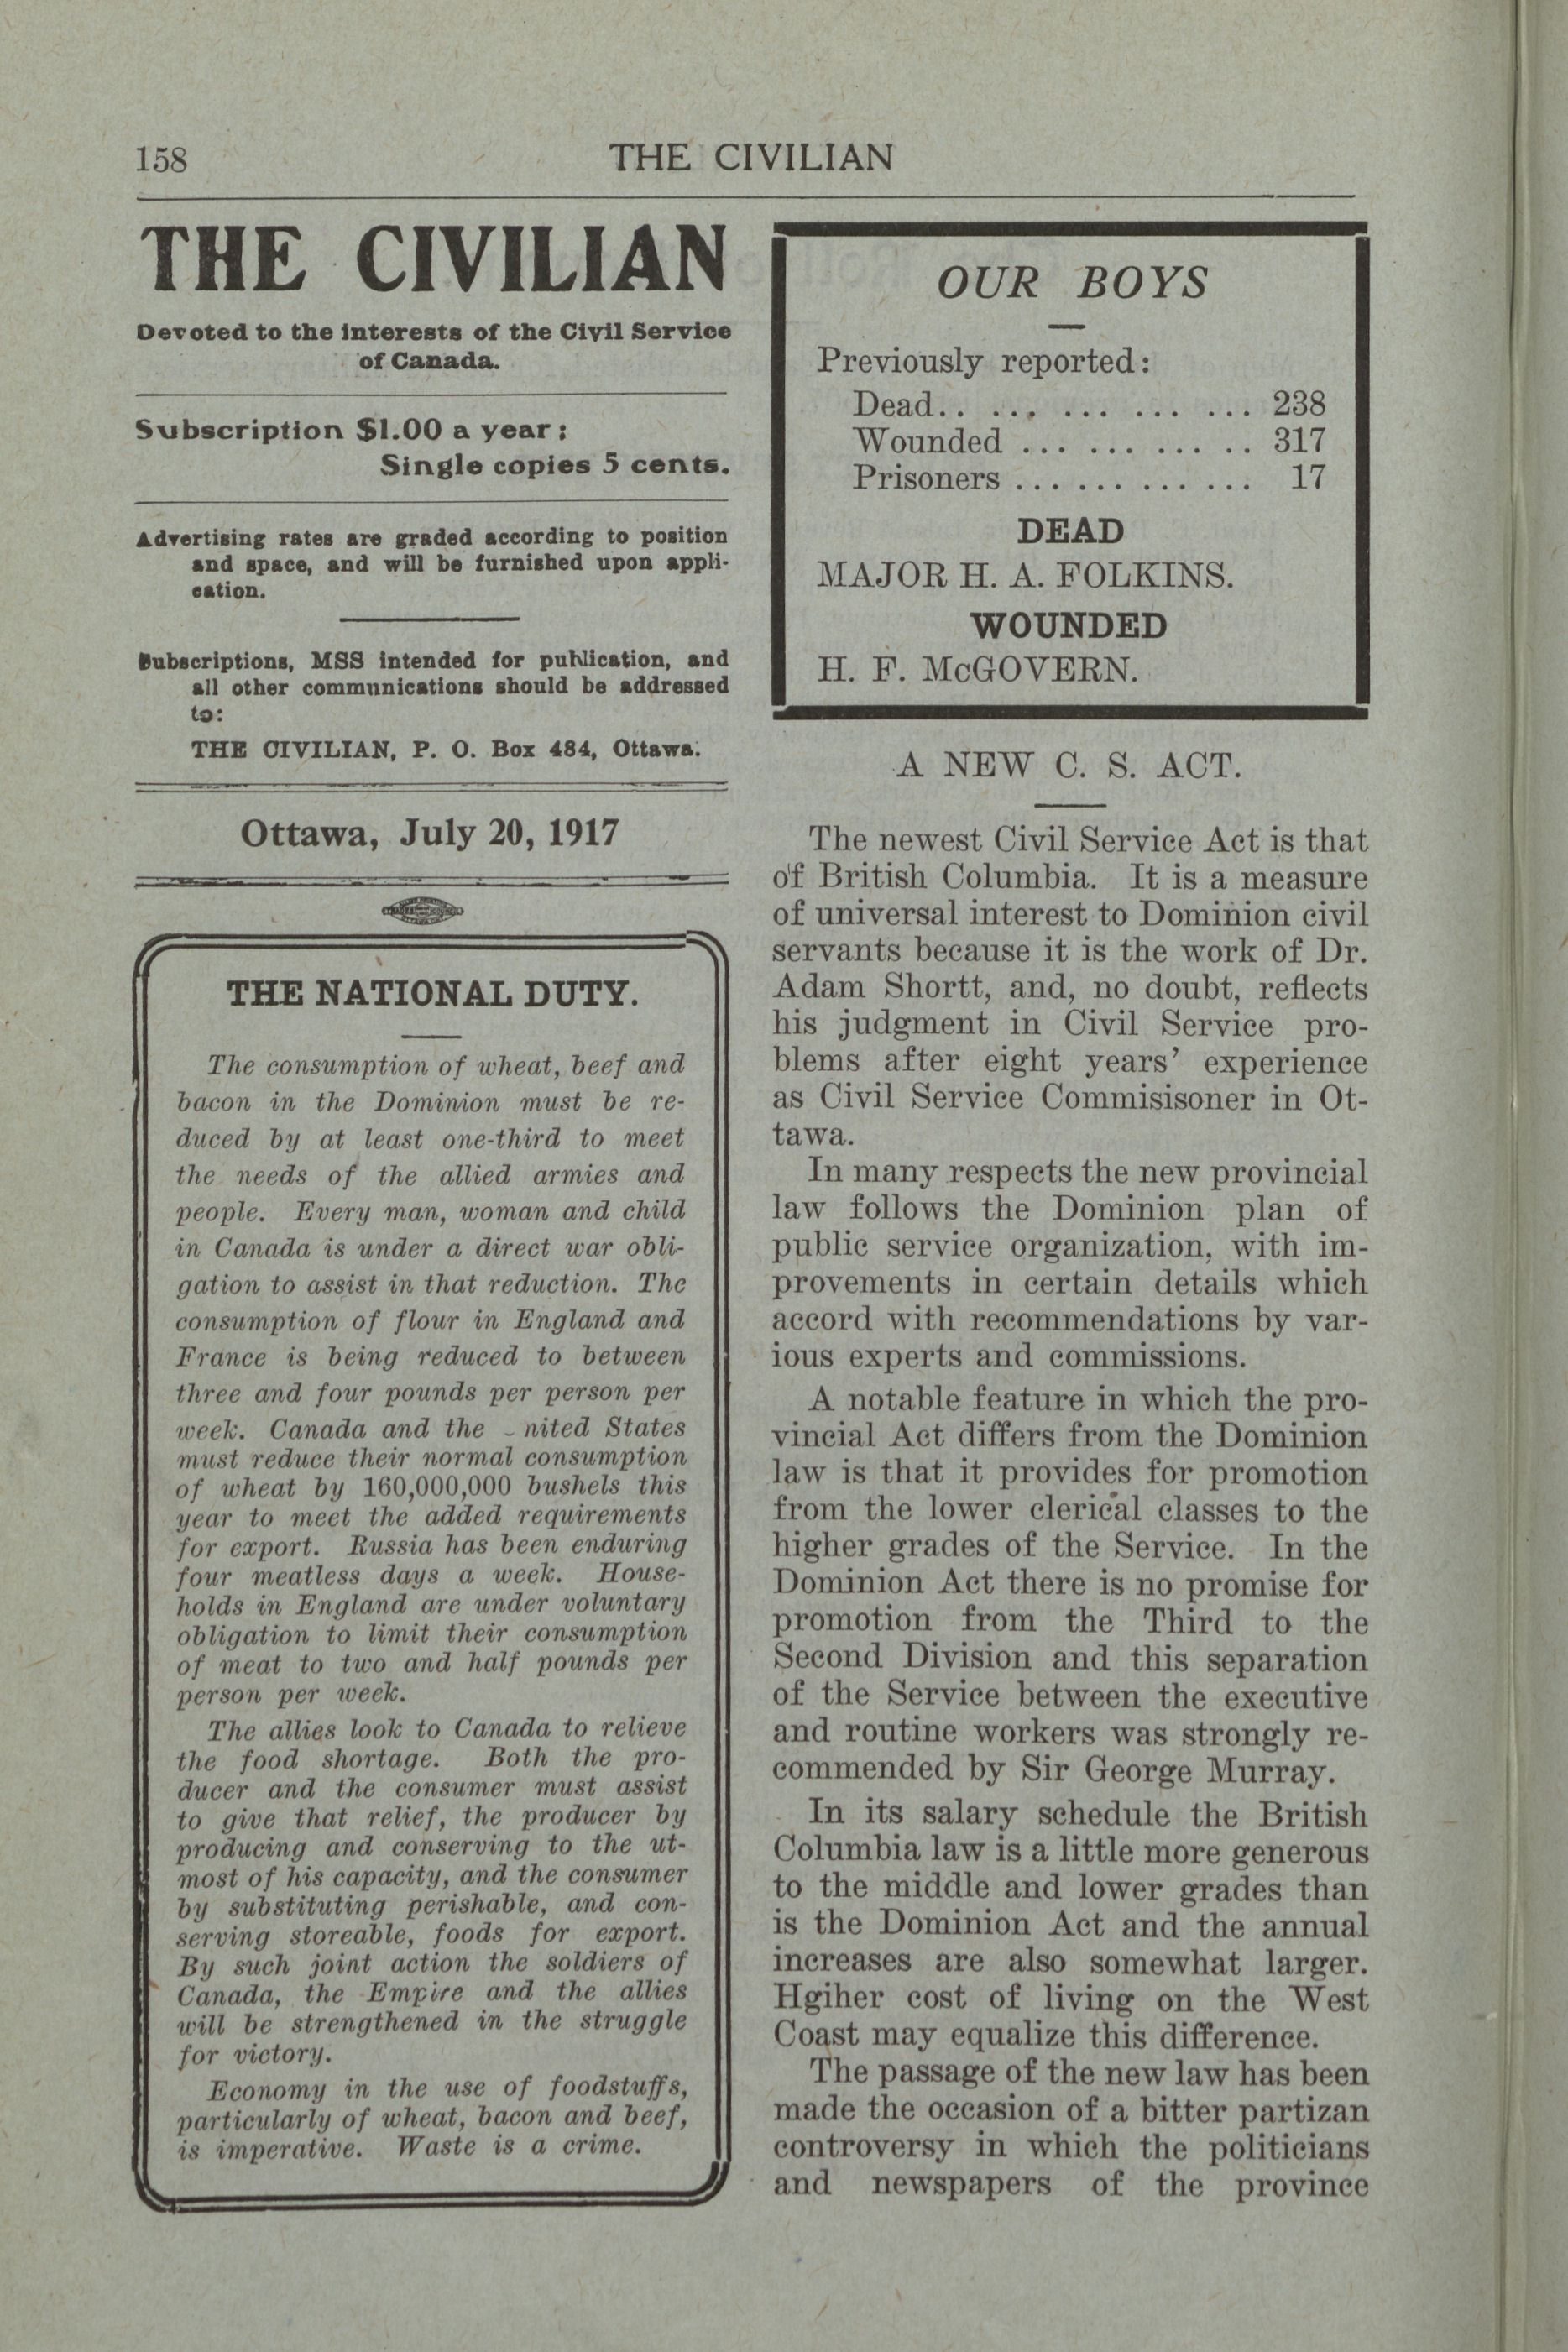 158
THE CIVILIAN
THE CIVILIAN
Devoted to the interests of the Civil Service
of Canada.
Subscription $1.00 a year;
Single copies 5 cents.
Advertising rates are graded according to position
and space, and will be furnished upon appli-
cation.
Subscriptions, MSS intended for publication, and
all other communications should be addressed
to:
THE CIVILIAN, P. O. Box 484, Ottawa.
Ottawa, July 20, 1917
THE NATIONAL DUTY.
The consumption of wheat, beef and
bacon in the Dominion must be re-
duced by at least one-third to meet
the needs of the allied armies and
people. Every man, woman and child
in Canada is under a direct war obli-
gation to assist in that reduction. The
consumption of flour in England and
France is being reduced to between
three and four pounds per person per
week. Canada and the nited States
must reduce their normal consumption
of wheat by 160,000,000 bushels this
year to meet the added requirements
for export. Russia has been enduring
four meatless days a week. House-
holds in England are under voluntary
obligation to limit their consumption
of meat to two and half pounds per
person per week.
The allies look to Canada to relieve
the food shortage. Both the pro-
ducer and the consumer must assist
to give that relief, the producer by
producing and conserving to the ut-
most of his capacity, and the consumer
by substituting perishable, and con-
serving storeable, foods for export.
By such joint action the soldiers of
Canada, the Empire and the allies
will be strengthened in the struggle
for victory.
Economy in the use of foodstuffs,
particularly of wheat, bacon and beef,
is imperative. Waste is a crime.
OUR BOYS
Previously reported:
Dead.. ... ... ... ... 238
Wounded ... ... ... .. 317
Prisoners ... ... ... ... 17
DEAD
MAJOR H. A. FOLKINS.
WOUNDED
H. F. McGOVERN.
A NEW C. S. ACT.
The newest Civil Service Act is that
of British Columbia. It is a measure
of universal interest to Dominion civil
servants because it is the work of Dr.
Adam Shortt, and, no doubt, reflects
his judgment in Civil Service pro-
blems after eight years' experience
as Civil Service Commisisoner in Ot-
tawa.
In many respects the new provincial
law follows the Dominion plan of
public service organization, with im-
provements in certain details which
accord with recommendations by var-
ious experts and commissions.
A notable feature in which the pro-
vincial Act differs from the Dominion
law is that it provides for promotion
from the lower clerical classes to the
higher grades of the Service. In the
Dominion Act there is no promise for
promotion from the Third to the
Second Division and this separation
of the Service between the executive
and routine workers was strongly re-
commended by Sir George Murray.
In its salary schedule the British
Columbia law is a little more generous
to the middle and lower grades than
is the Dominion Act and the annual
increases are also somewhat larger.
Hgiher cost of living on the West
Coast may equalize this difference.
The passage of the new law has been
made the occasion of a bitter partizan
controversy in which the politicians
and newspapers of the province